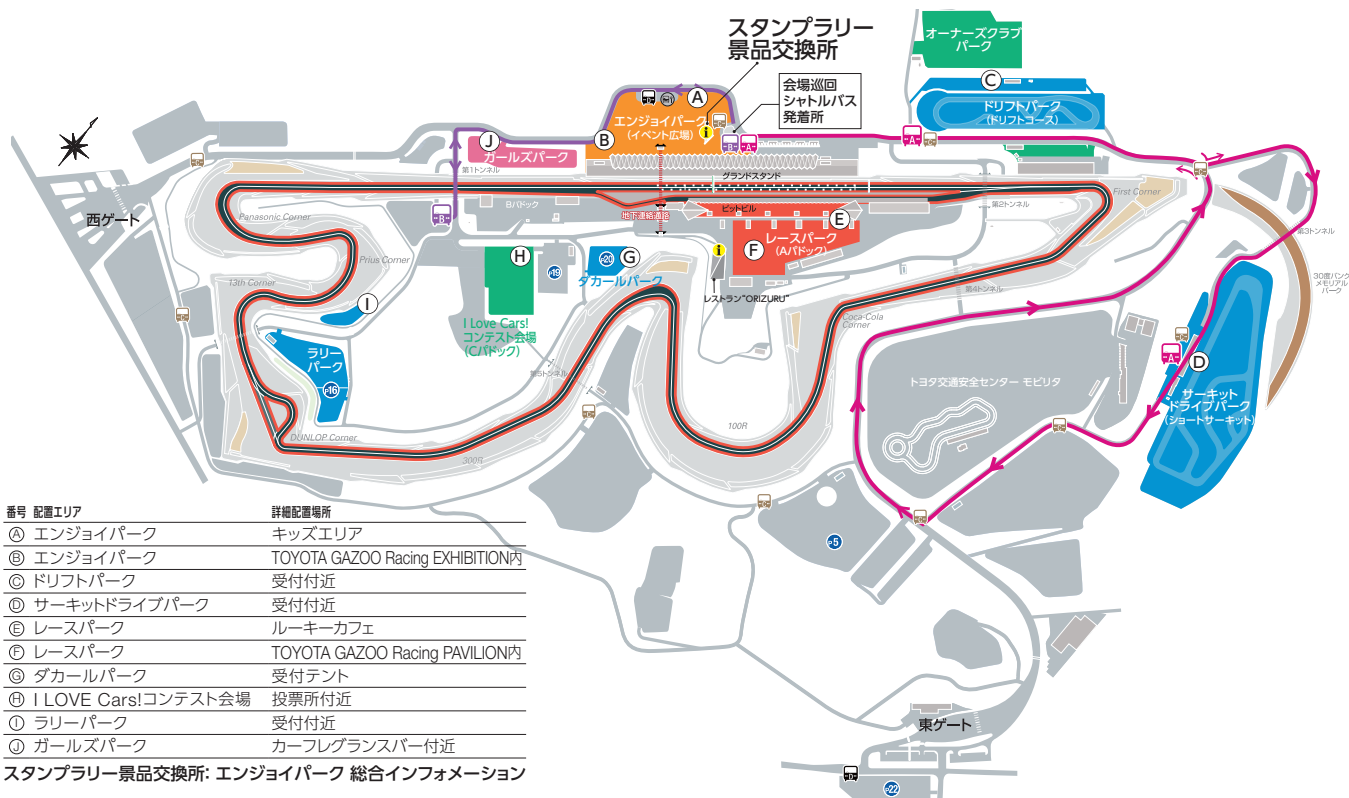 スタンプラリー
景品交換所
オーナーズクラブ
パーク
会場巡回
シャトルバス
発着所
C
ドリフトパーク
(ドリフトコース)
D
A
エンジョイパーク
(イベント広場)
i
C
B
B
A
A
C
J
ガールズパーク
グランドスタンド
第1トンネル
C
C
First Corner
西ゲート
Panasonic Corner
Bパドック
B
地下連絡通路
ピットビル
E
第2トンネル
第3トンネル
レースパーク
(Aパドック)
F
i
Prius Corner
H
P19
P20
G
ダカールパーク
レストラン"ORIZURU"
30度バンク
メモリアル
パーク
13th Corner
I
第4トンネル
C
Coca-Cola
Corner
I Love Cars!
コンテスト会場
(Cパドック)
C
A
D
ラリー
パーク
P16
第5トンネル
トヨタ交通安全センター モビリタ
サーキット
ドライブパーク
(ショートサーキット)
C
C
DUNLOP Corner
100R
300R
C
C
P5
番号 配置エリア 詳細配置場所
Ⓐ エンジョイパーク キッズエリア
Ⓑ エンジョイパーク TOYOTA GAZOO Racing EXHIBITION内
Ⓒ ドリフトパーク 受付付近
Ⓓ サーキットドライブパーク 受付付近
Ⓔ レースパーク ルーキーカフェ
Ⓕ レースパーク TOYOTA GAZOO Racing PAVILION内
Ⓖ ダカールパーク 受付テント
Ⓗ I LOVE Cars!コンテスト会場 投票所付近
Ⓘ ラリーパーク 受付付近
Ⓙ ガールズパーク カーフレグランスバー付近
スタンプラリー景品交換所: エンジョイパーク 総合インフォメーション
東ゲート
D
P22